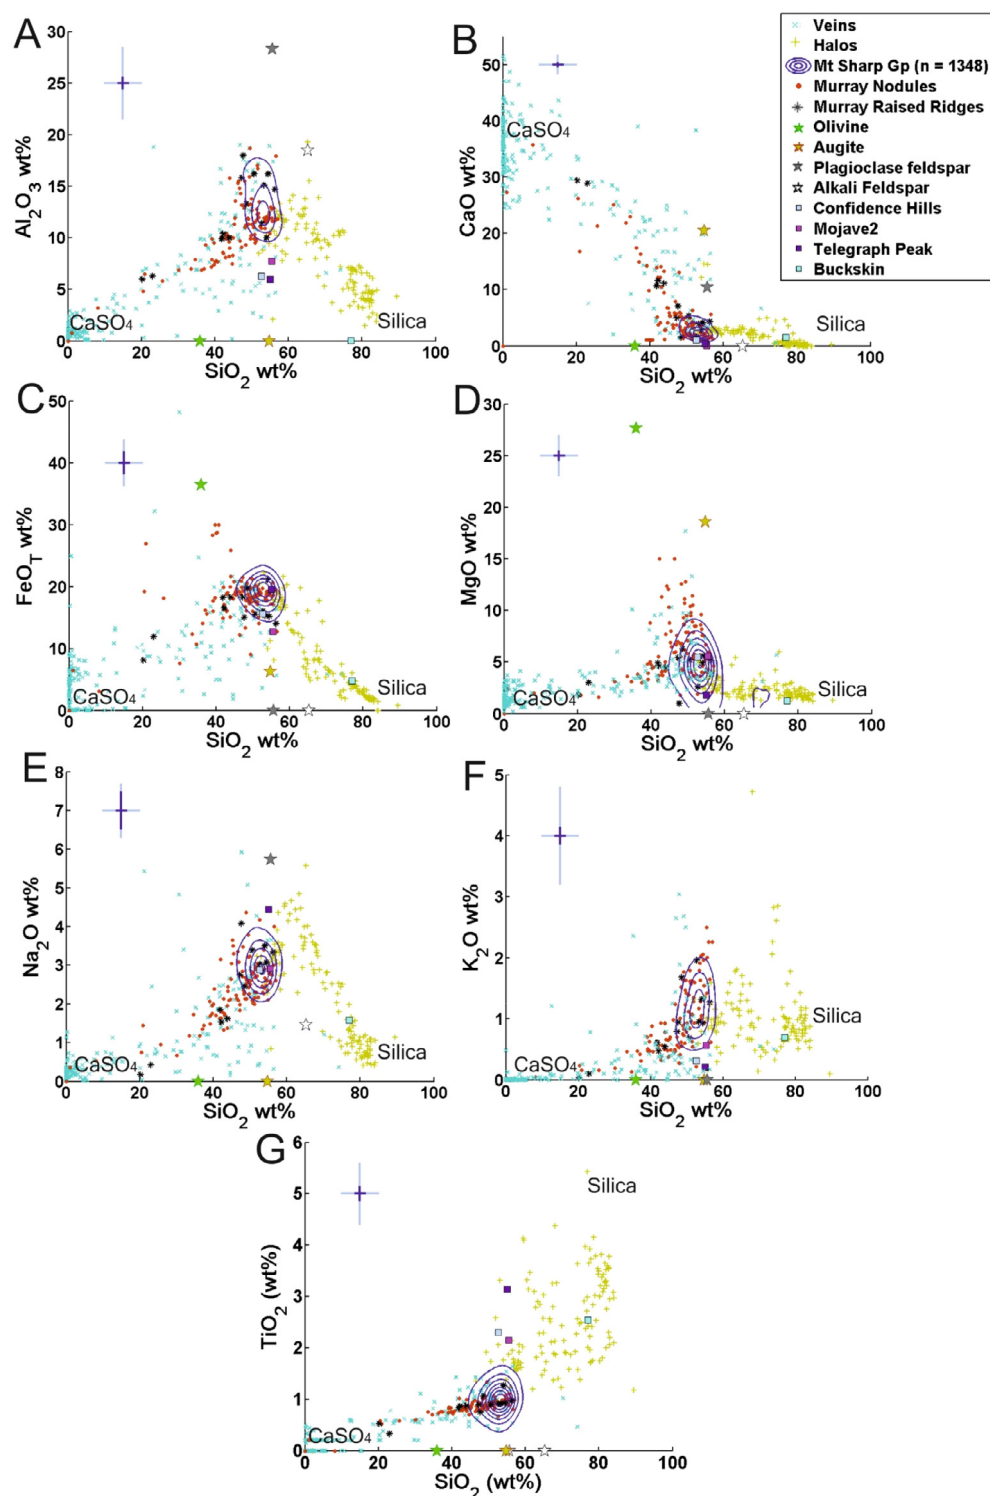 A
30
25
20
15
10
5
0
Al2O3 wt%
CaSO4
Silica
0 20 40 60 80 100
SiO2 wt%
B
50
40
30
20
10
0
CaO wt%
CaSO4
Silica
0 20 40 60 80 100
SiO2 wt%
Veins
Halos
Mt Sharp Gp (n = 1348)
Murray Nodules
Murray Raised Ridges
Olivine
Augite
Plagioclase feldspar
Alkali Feldspar
Confidence Hills
Mojave2
Telegraph Peak
Buckskin
C
50
40
30
20
10
0
FeOT wt%
CaSO4
Silica
0 20 40 60 80 100
SiO2 wt%
D
30
25
20
15
10
5
0
MgO wt%
CaSO4
Silica
0 20 40 60 80 100
SiO2 wt%
E
8
7
6
5
4
3
2
1
0
Na2O wt%
CaSO4
Silica
0 20 40 60 80 100
SiO2 wt%
F
5
4
3
2
1
0
K2O wt%
CaSO4
Silica
0 20 40 60 80 100
SiO2 wt%
G
6
5
4
3
2
1
0
TiO2 (wt%)
Silica
CaSO4
0 20 40 60 80 100
SiO2 (wt%)